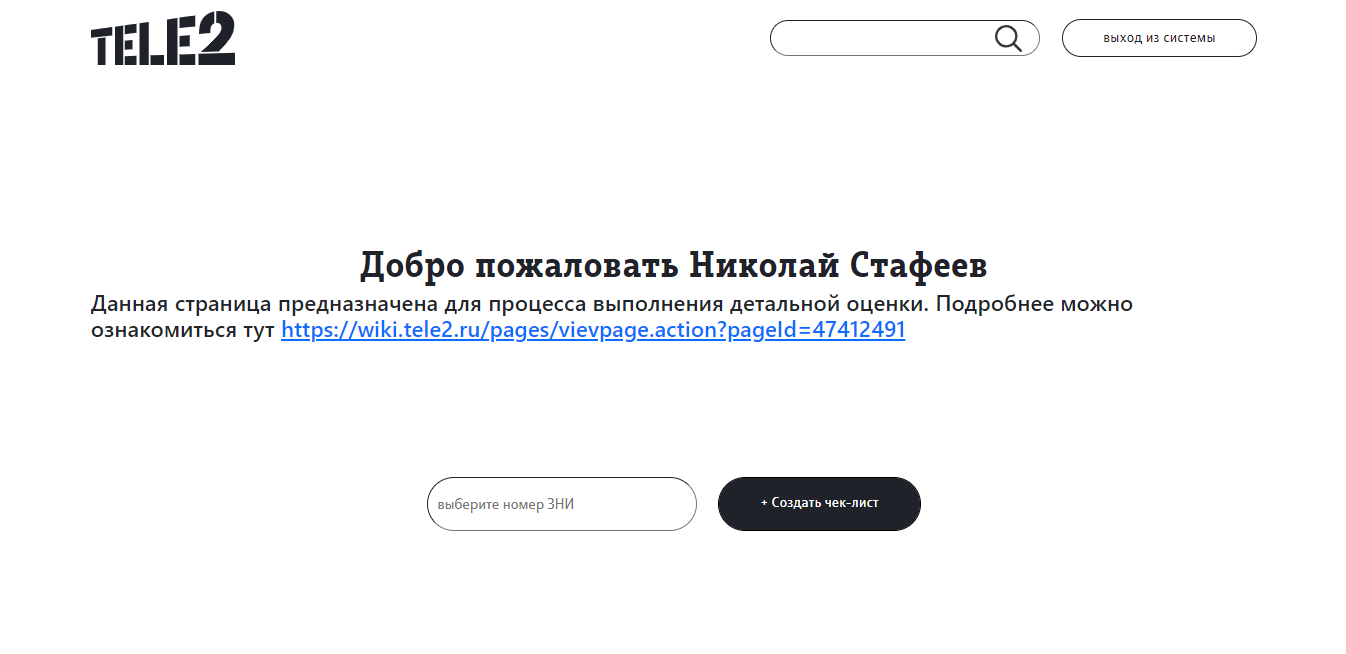 TELE2
выход из системы
Добро пожаловать Николай Стафеев
Данная страница предназначена для процесса выполнения детальной оценки. Подробнее можно
ознакомиться тут https://wiki.tele2.ru/pages/vievpage.action?pageId=47412491
выберите номер ЗНИ
+ Создать чек-лист